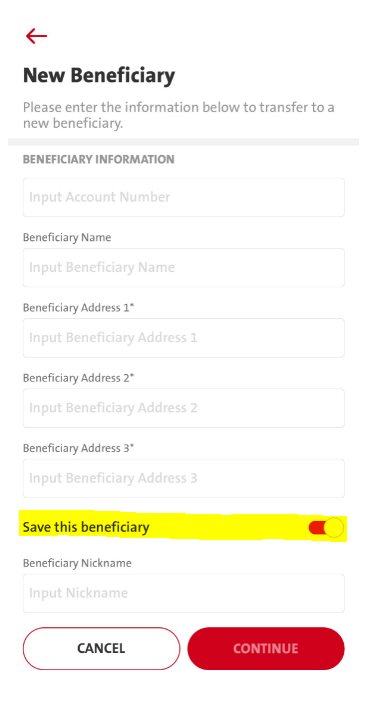 New Beneficiary
Please enter the information below to transfer to a
new beneficiary.
BENEFICIARY INFORMATION
Input Account Number
Beneficiary Name
Input Beneficiary Name
Beneficiary Address 1*
Input Beneficiary Address 1
Beneficiary Address 2*
Input Beneficiary Address 2
Beneficiary Address 3*
Input Beneficiary Address 3
Save this beneficiary
Beneficiary Nickname
Input Nickname
CANCEL
CONTINUE